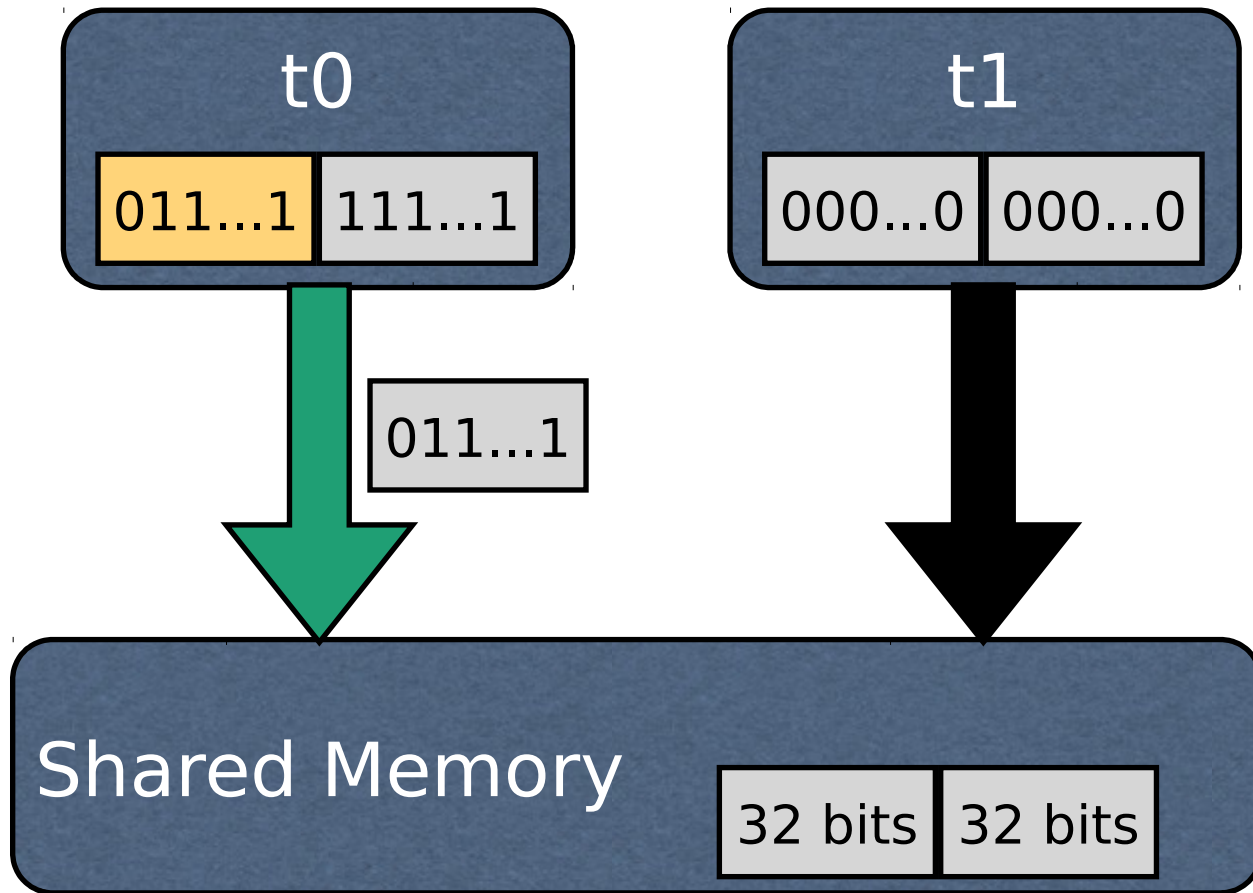 t0
t1
011...1 111...1
000...0 000...0
011...1
Shared Memory
32 bits 32 bits